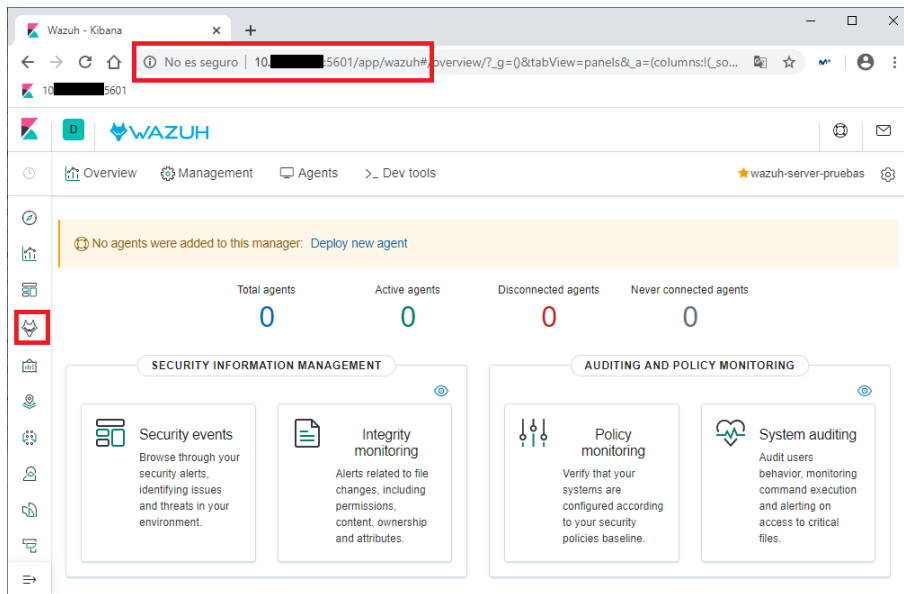 Wazuh - Kibana
No es seguro | 10. :5601/app/wazuh#/overview/?_g=()&tabView=panels&_a=(columns:!(_so...
10 5601
D WAZUH
Overview Management Agents >_ Dev tools wazuh-server-pruebas
No agents were added to this manager: Deploy new agent
Total agents Active agents Disconnected agents Never connected agents
0 0 0 0
SECURITY INFORMATION MANAGEMENT
Security events
Browse through your
security alerts,
identifying issues
and threats in your
environment.
Integrity
monitoring
Alerts related to file
changes, including
permissions,
content, ownership
and attributes.
AUDITING AND POLICY MONITORING
Policy
monitoring
Verify that your
systems are
configured according
to your security
policies baseline.
System auditing
Audit users
behavior, monitoring
command execution
and alerting on
access to critical
files.